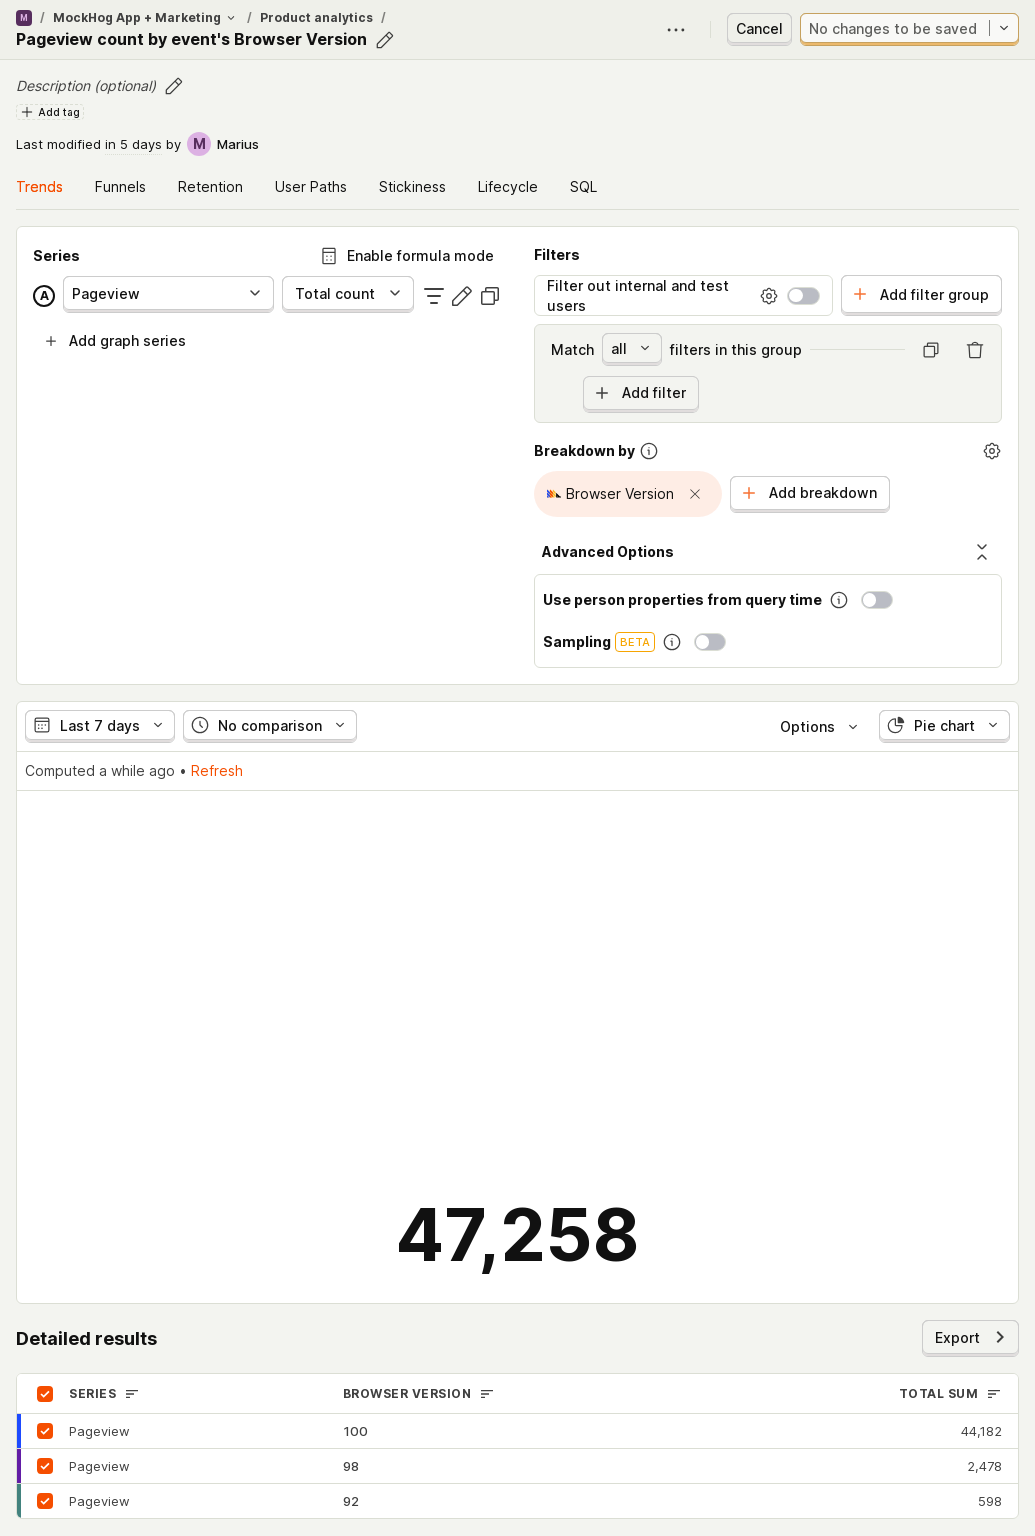 M / MockHog App + Marketing / Product analytics /
Pageview count by event's Browser Version
Cancel
No changes to be saved
Description (optional)
Add tag
Last modified in 5 days by M Marius
Trends Funnels Retention User Paths Stickiness Lifecycle SQL
Series
Enable formula mode
A Pageview Total count
Add graph series
Filters
Filter out internal and test
users
Add filter group
Match all filters in this group
Add filter
Breakdown by
Browser Version
Add breakdown
Advanced Options
Use person properties from query time
Sampling BETA
Last 7 days No comparison Options Pie chart
Computed a while ago • Refresh
47,258
Detailed results
Export
SERIES BROWSER VERSION TOTAL SUM
Pageview 100 44,182
Pageview 98 2,478
Pageview 92 598